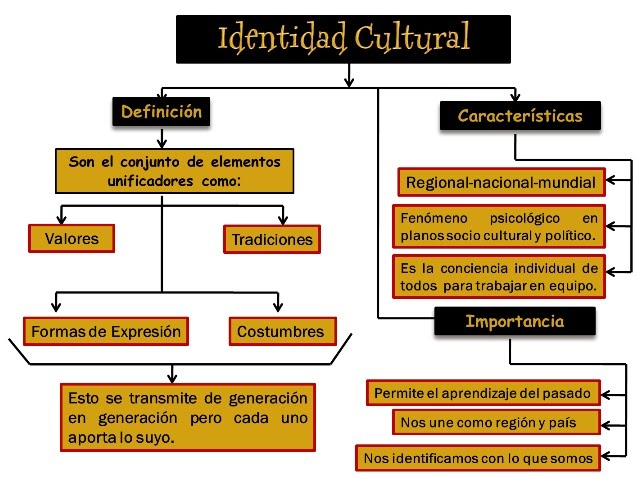 Identidad Cultural
Definición
Son el conjunto de elementos
unificadores como:
Valores
Tradiciones
Formas de Expresión
Costumbres
Esto se transmite de generación
en generación pero cada uno
aporta lo suyo.
Características
Regional-nacional-mundial
Fenómeno psicológico en
planos socio cultural y político.
Es la conciencia individual de
todos para trabajar en equipo.
Importancia
Permite el aprendizaje del pasado
Nos une como región y país
Nos identificamos con lo que somos